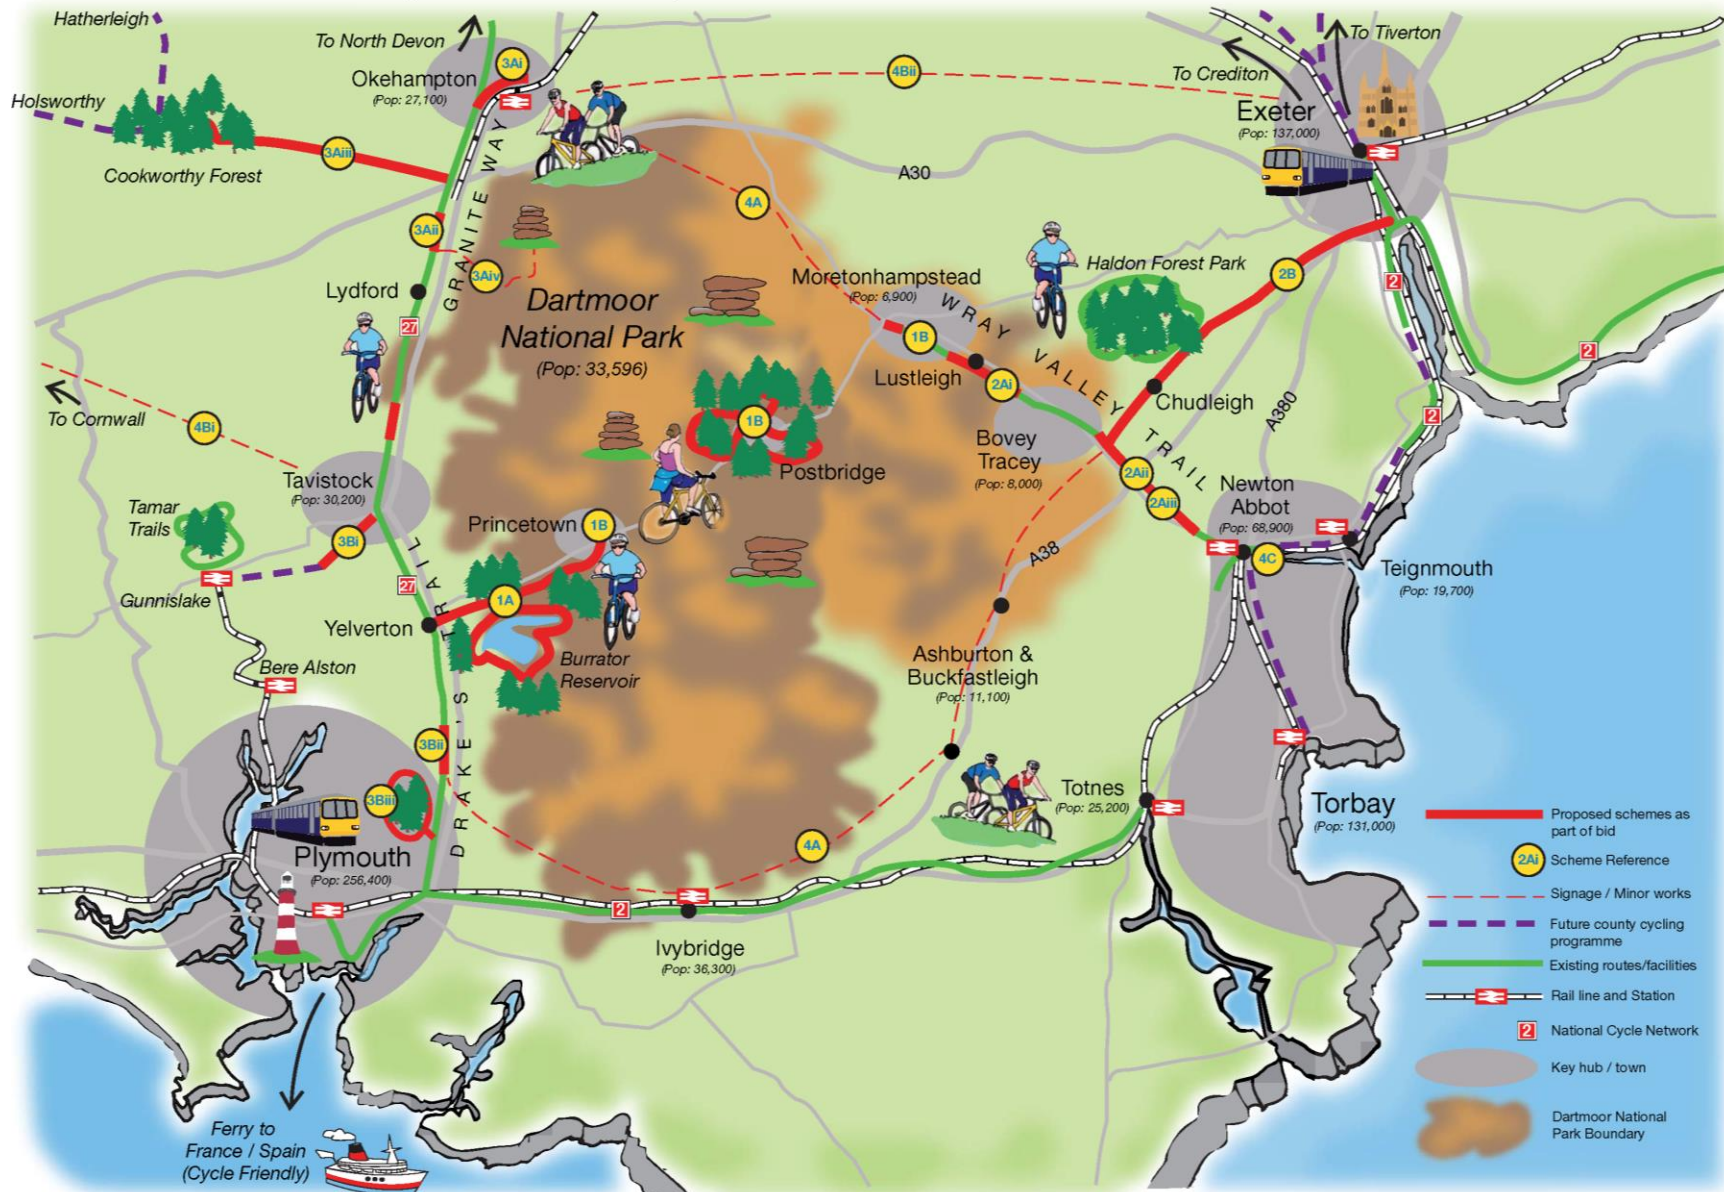 Hatherleigh
To North Devon
3Ai
Okehampton
(Pop: 27,100)
4Bii
To Tiverton
To Crediton
Exeter
(Pop: 137,000)
Holsworthy
3Aiii
Cookworthy Forest
A30
GRANITE WAY
4A
3Aii
3Aiv
Lydford
27
Dartmoor
National Park
(Pop: 33,596)
Moretonhampstead
(Pop: 6,900)
Haldon Forest Park
2B
2
1B
WRAY VALLEY TRAIL
Lustleigh
2Ai
Chudleigh
A380
2
2
To Cornwall
4Bi
1B
Postbridge
Bovey
Tracey
(Pop: 8,000)
2Aii
2Aiii
Tavistock
(Pop: 30,200)
Newton
Abbot
(Pop: 68,900)
Tamar
Trails
3Bi
Princetown
1B
A38
4C
Teignmouth
(Pop: 19,700)
Gunnislake
27
1A
Yelverton
DRAKE'S TRAIL
Burrator
Reservoir
Ashburton &
Buckfastleigh
(Pop: 11,100)
Bere Alston
3Bii
3Biii
Plymouth
(Pop: 256,400)
4A
Totnes
(Pop: 25,200)
Torbay
(Pop: 131,000)
2
Ivybridge
(Pop: 36,300)
Ferry to
France / Spain
(Cycle Friendly)
Proposed schemes as
part of bid
2Ai
Scheme Reference
Signage / Minor works
Future county cycling
programme
Existing routes/facilities
Rail line and Station
2
National Cycle Network
Key hub / town
Dartmoor National
Park Boundary